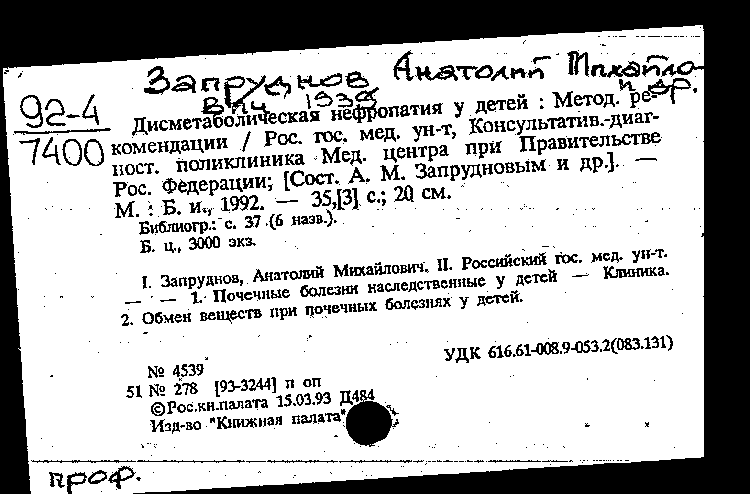 Запруднов Анатолий Михайло-
вич, 1939 и др.
92-4
7400
Дисметаболическая нефропатия у детей : Метод. ре-
комендации / Рос. гос. мед. ун-т, Консультатив.-диаг-
ност. поликлиника Мед. центра при Правительстве
Рос. Федерации; [Сост. А. М. Запрудновым и др.]. —
М. : Б. и., 1992. — 35,[3] с.; 20 см.
Библиогр.: с. 37 (6 назв.).
Б. ц., 3000 экз.
I. Запруднов, Анатолий Михайлович. II. Российский гос. мед. ун-т.
— — 1. Почечные болезни наследственные у детей — Клиника.
2. Обмен веществ при почечных болезнях у детей.
УДК 616.61-008.9-053.2(083.131)
№ 4539
51 № 278 [93-3244] п оп
©Рос.кн.палата 15.03.93 Д484
Изд-во "Книжная палата"
проф.